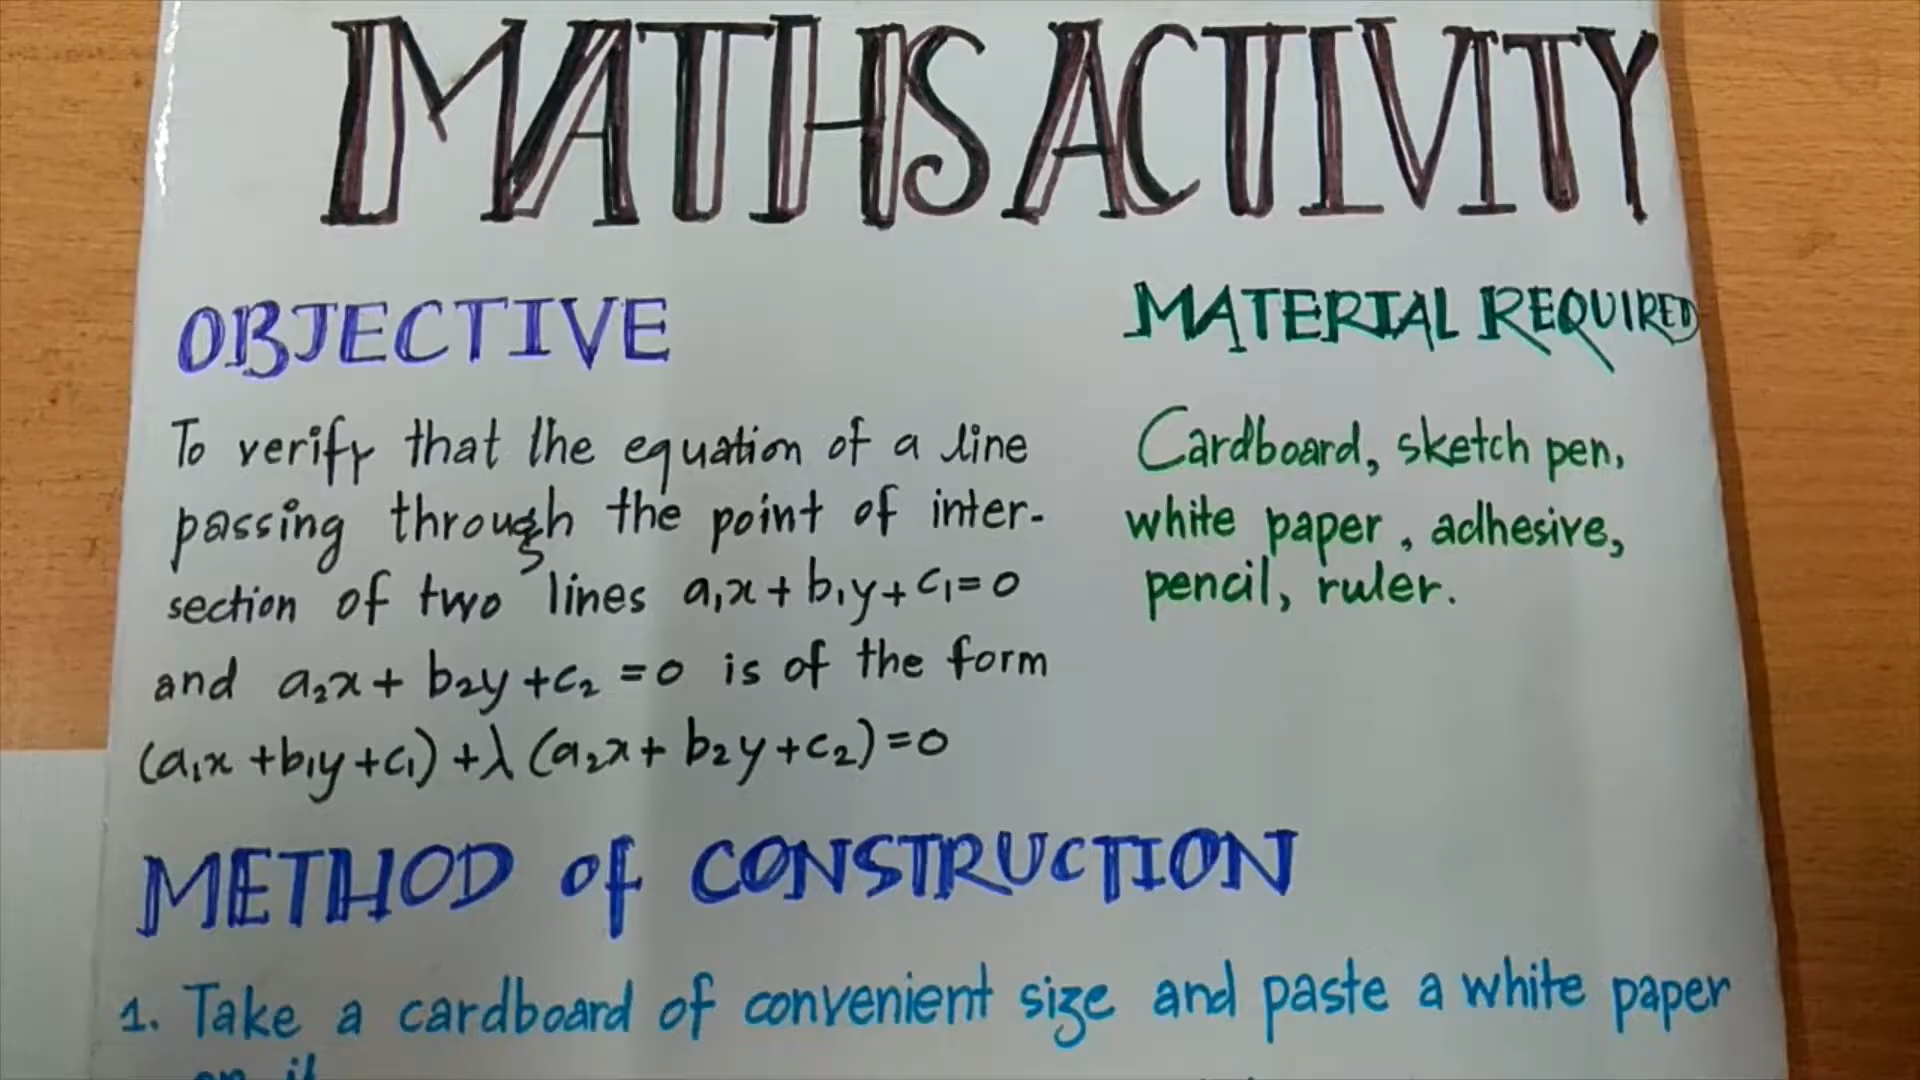 MATHS ACTIVITY
OBJECTIVE
To verify that the equation of a line
passing through the point of inter-
section of two lines a₁x + b₁y + c₁ = 0
and a₂x + b₂y + c₂ = 0 is of the form
(a₁x + b₁y + c₁) + λ (a₂x + b₂y + c₂) = 0
MATERIAL REQUIRED
Cardboard, sketch pen,
white paper, adhesive,
pencil, ruler.
METHOD of CONSTRUCTION
1. Take a cardboard of convenient size and paste a white paper
on it